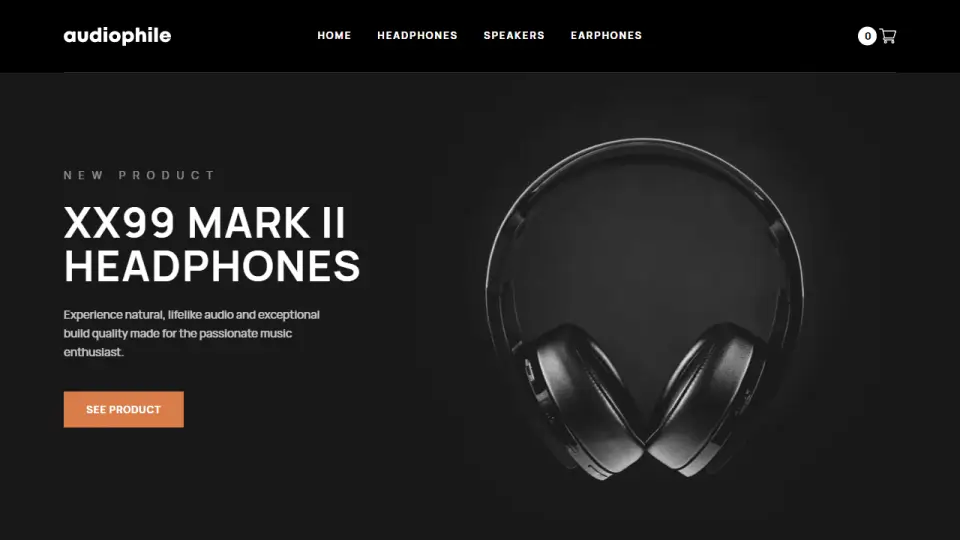 audiophile
HOME HEADPHONES SPEAKERS EARPHONES
0
NEW PRODUCT
XX99 MARK II
HEADPHONES
Experience natural, lifelike audio and exceptional
build quality made for the passionate music
enthusiast.
SEE PRODUCT